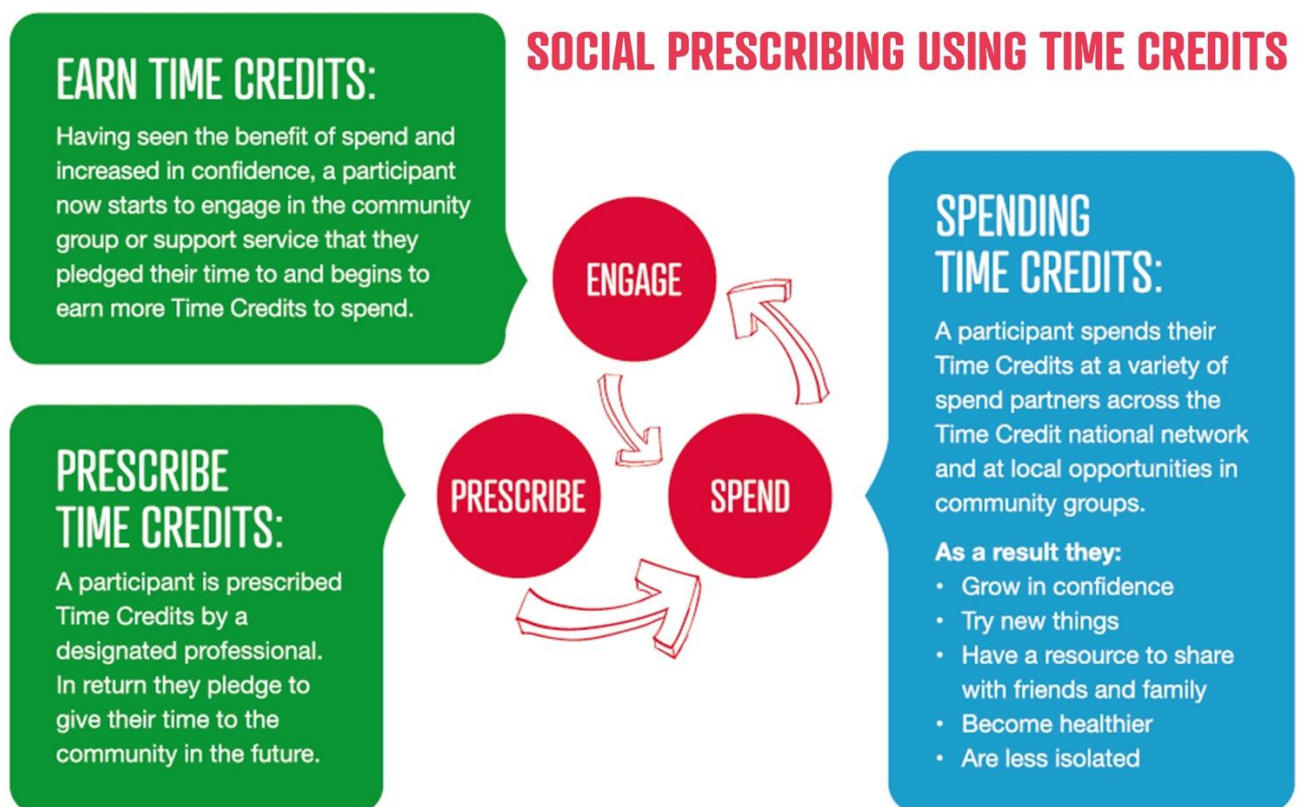 SOCIAL PRESCRIBING USING TIME CREDITS
EARN TIME CREDITS:
Having seen the benefit of spend and
increased in confidence, a participant
now starts to engage in the community
group or support service that they
pledged their time to and begins to
earn more Time Credits to spend.
PRESCRIBE
TIME CREDITS:
A participant is prescribed
Time Credits by a
designated professional.
In return they pledge to
give their time to the
community in the future.
ENGAGE
PRESCRIBE
SPEND
SPENDING
TIME CREDITS:
A participant spends their
Time Credits at a variety of
spend partners across the
Time Credit national network
and at local opportunities in
community groups.
As a result they:
• Grow in confidence
• Try new things
• Have a resource to share
with friends and family
• Become healthier
• Are less isolated